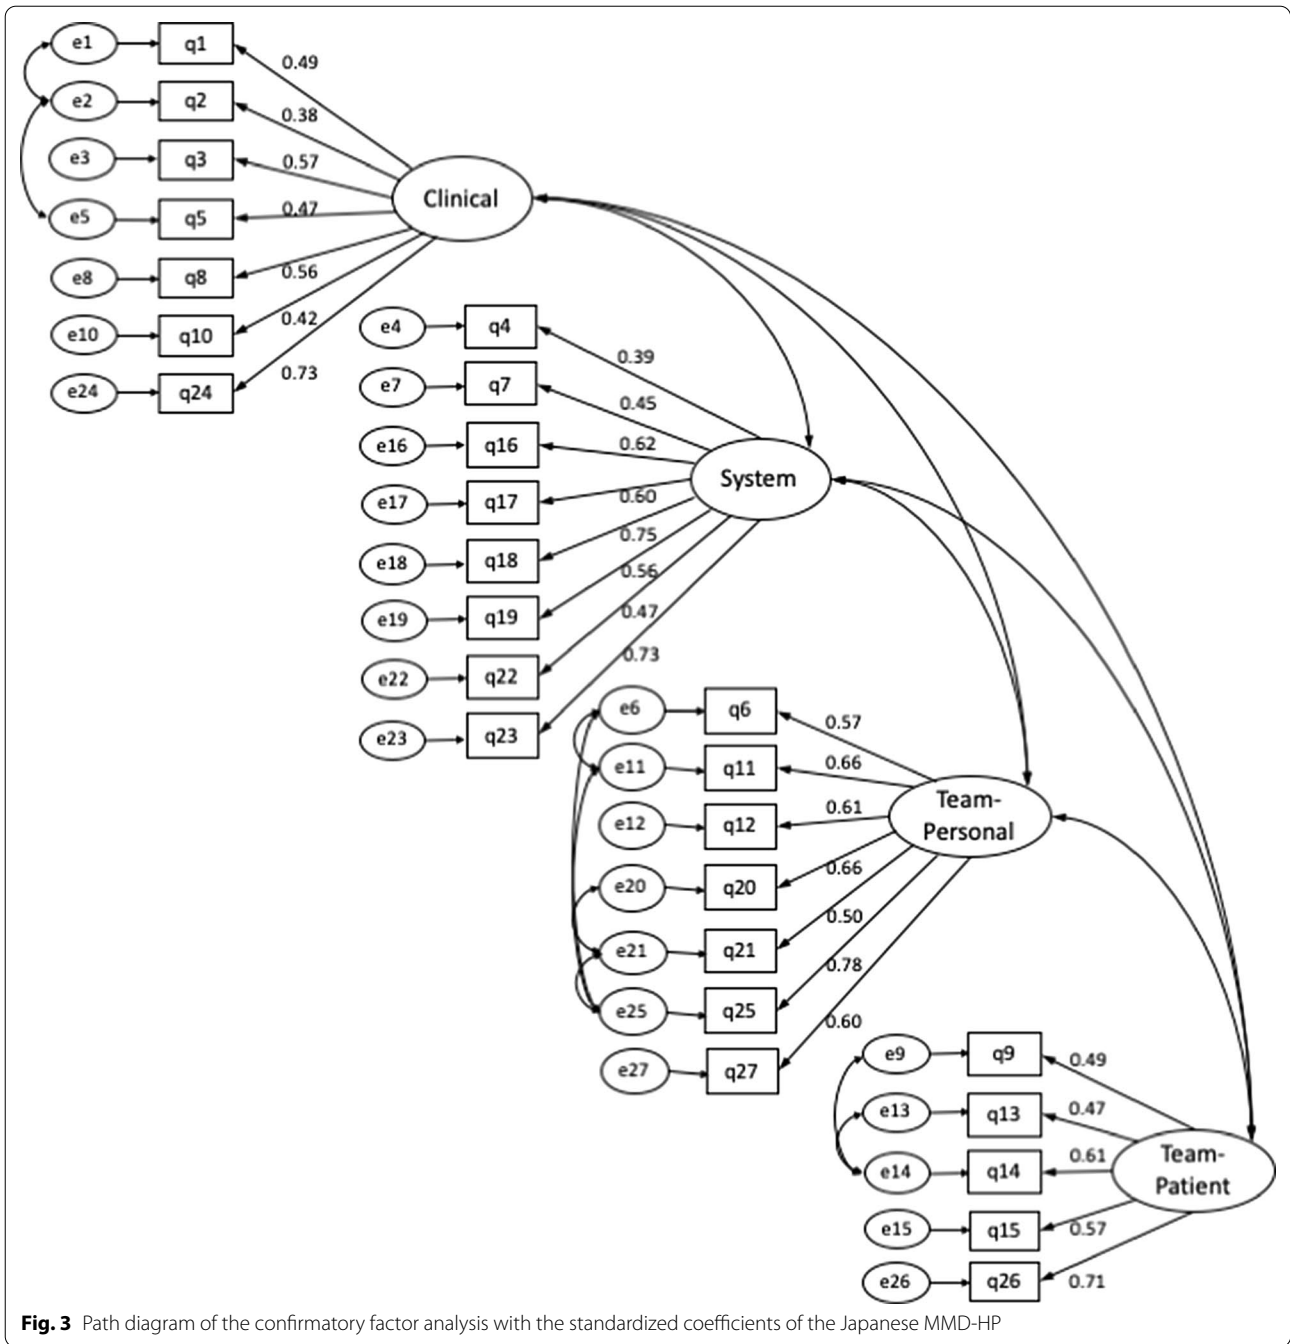 e1 q1 0.49
e2 q2 0.38
e3 q3 0.57
Clinical
e5 q5 0.47
e8 q8 0.56
e10 q10 0.42
e24 q24 0.73
e4 q4 0.39
e7 q7 0.45
e16 q16 0.62
System
e17 q17 0.60
e18 q18 0.75
e19 q19 0.56
e22 q22 0.47
e23 q23 0.73
e6 q6 0.57
e11 q11 0.66
e12 q12 0.61
Team-
Personal
e20 q20 0.66
e21 q21 0.50
e25 q25 0.78
e27 q27 0.60
e9 q9 0.49
e13 q13 0.47
e14 q14 0.61
Team-
Patient
e15 q15 0.57
e26 q26 0.71
Fig. 3 Path diagram of the confirmatory factor analysis with the standardized coefficients of the Japanese MMD-HP